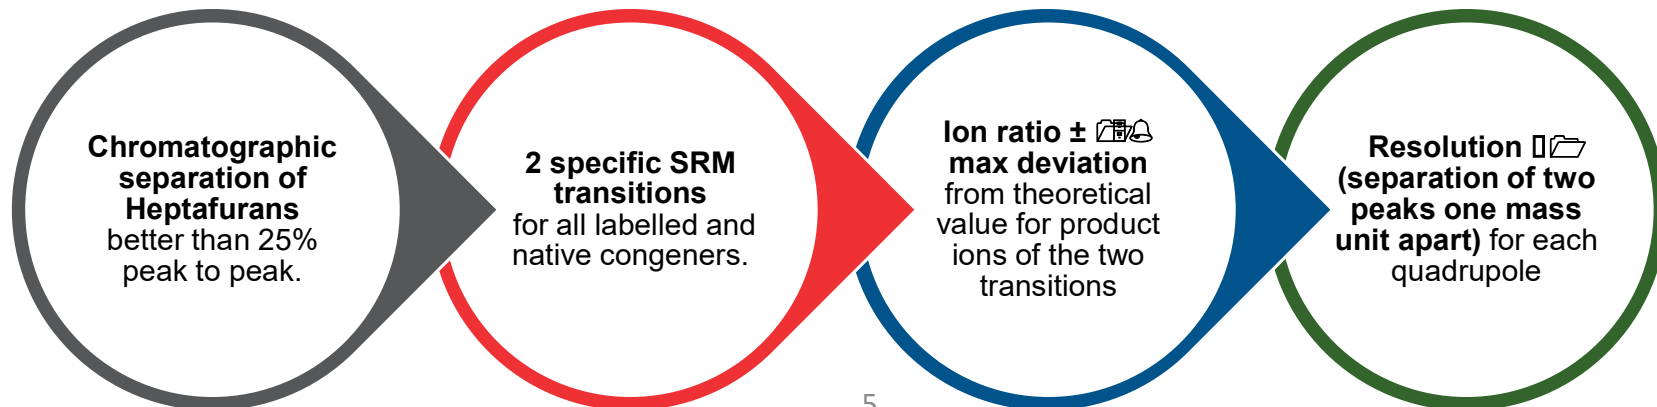 Chromatographic
separation of
Heptafurans
better than 25%
peak to peak.
2 specific SRM
transitions
for all labelled and
native congeners.
Ion ratio ±
max deviation
from theoretical
value for product
ions of the two
transitions
Resolution
(separation of two
peaks one mass
unit apart) for each
quadrupole
5